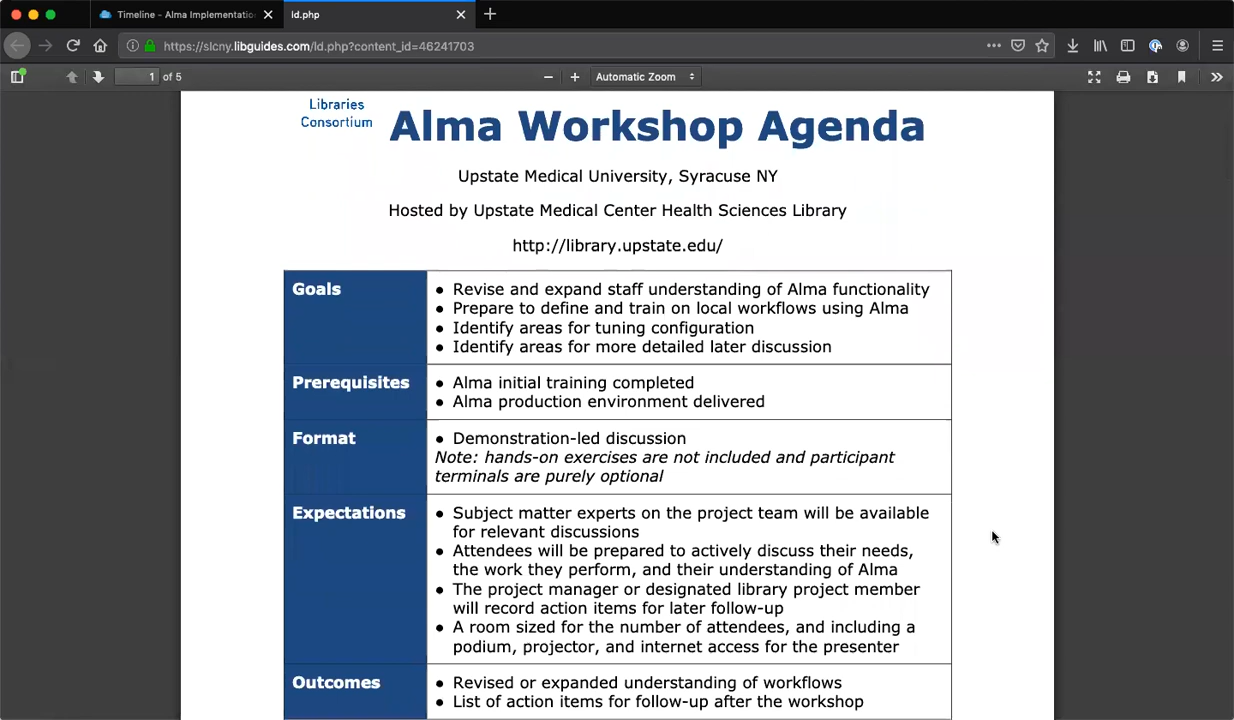 Timeline - Alma Implementatio
ld.php
https://slcny.libguides.com/ld.php?content_id=46241703
1 of 5
Automatic Zoom
Libraries
Consortium
Alma Workshop Agenda
Upstate Medical University, Syracuse NY
Hosted by Upstate Medical Center Health Sciences Library
http://library.upstate.edu/
Goals
● Revise and expand staff understanding of Alma functionality
● Prepare to define and train on local workflows using Alma
● Identify areas for tuning configuration
● Identify areas for more detailed later discussion
Prerequisites
● Alma initial training completed
● Alma production environment delivered
Format
● Demonstration-led discussion
Note: hands-on exercises are not included and participant
terminals are purely optional
Expectations
● Subject matter experts on the project team will be available
for relevant discussions
● Attendees will be prepared to actively discuss their needs,
the work they perform, and their understanding of Alma
● The project manager or designated library project member
will record action items for later follow-up
● A room sized for the number of attendees, and including a
podium, projector, and internet access for the presenter
Outcomes
● Revised or expanded understanding of workflows
● List of action items for follow-up after the workshop